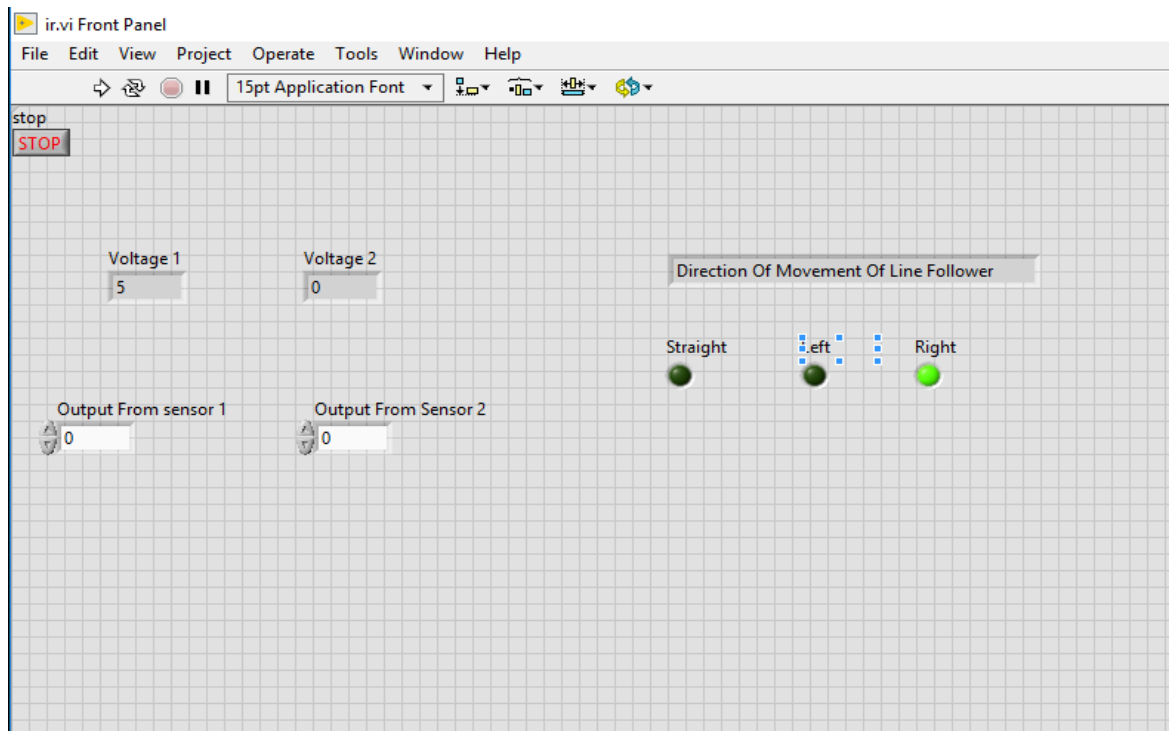 ir.vi Front Panel
File Edit View Project Operate Tools Window Help
15pt Application Font
stop
STOP
Voltage 1
5
Voltage 2
0
Direction Of Movement Of Line Follower
Straight
Left
Right
Output From sensor 1
0
Output From Sensor 2
0